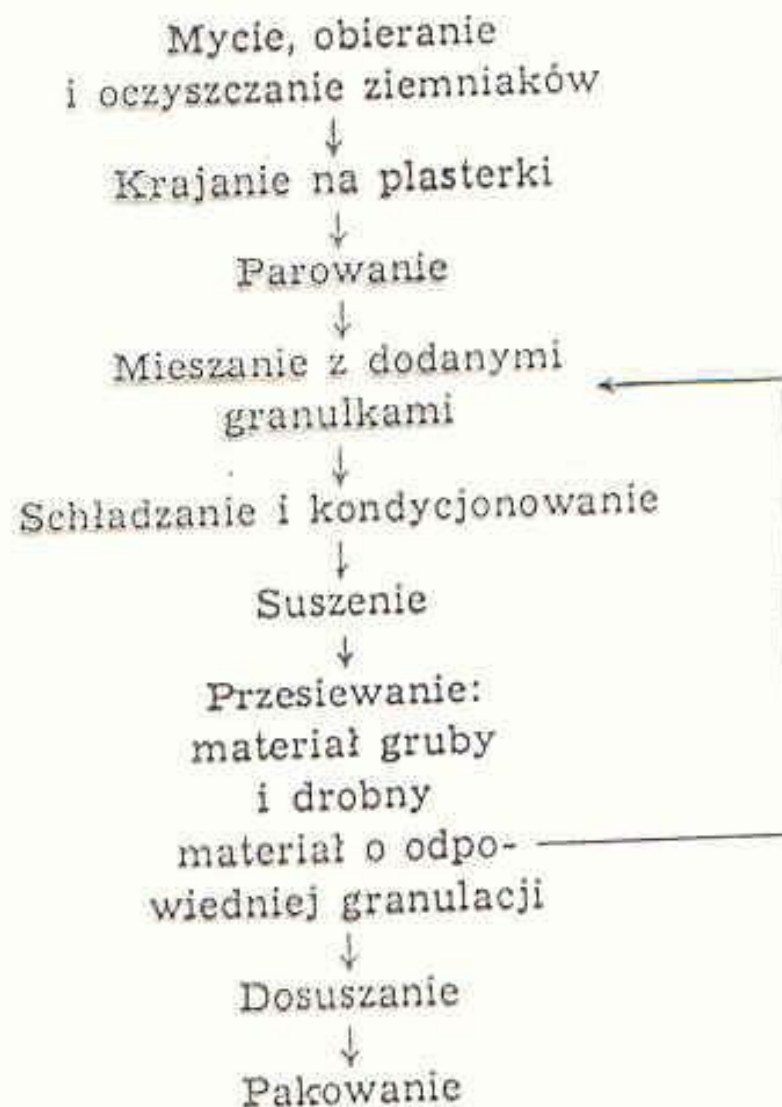 Mycie, obieranie
i oczyszczanie ziemniaków
↓
Krajanie na plasterki
↓
Parowanie
↓
Mieszanie z dodanymi
granulkami
↓
Schładzanie i kondycjonowanie
↓
Suszenie
↓
Przesiewanie:
materiał gruby
i drobny
materiał o odpo-
wiedniej granulacji
↓
Dosuszanie
↓
Pakowanie